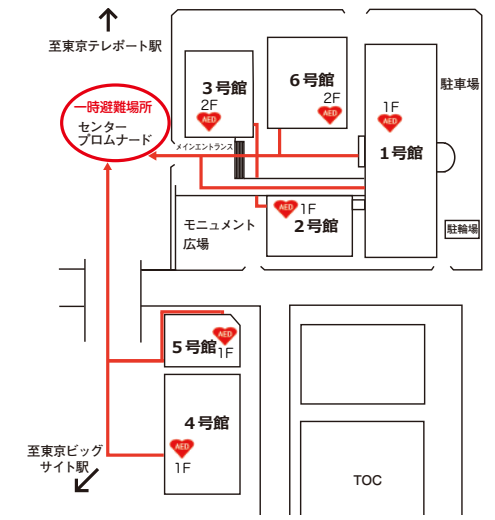 至東京テレポート駅
一時避難場所
センター
プロムナード
3号館
2F
AED
6号館
2F
AED
1F
AED
1号館
駐車場
メインエントランス
AED
1F
2号館
モニュメント
広場
駐輪場
5号館
AED
1F
4号館
AED
1F
至東京ビッグ
サイト駅
TOC